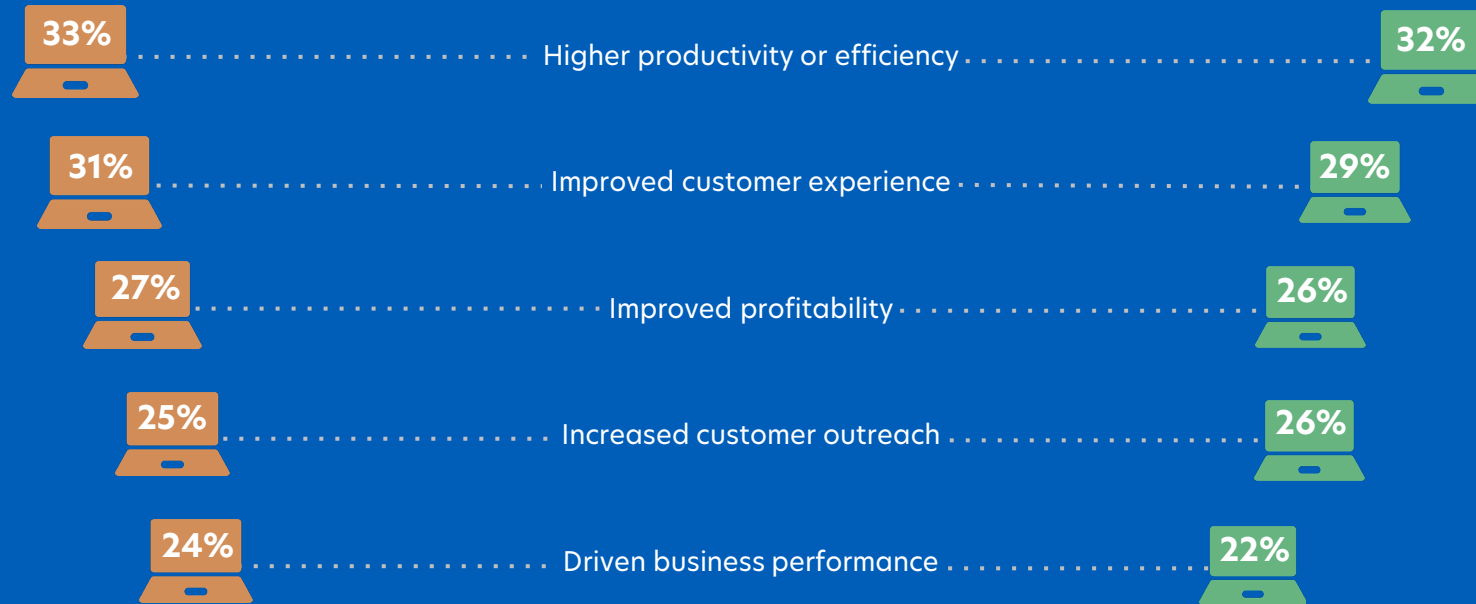 33% Higher productivity or efficiency 32%
31% Improved customer experience 29%
27% Improved profitability 26%
25% Increased customer outreach 26%
24% Driven business performance 22%